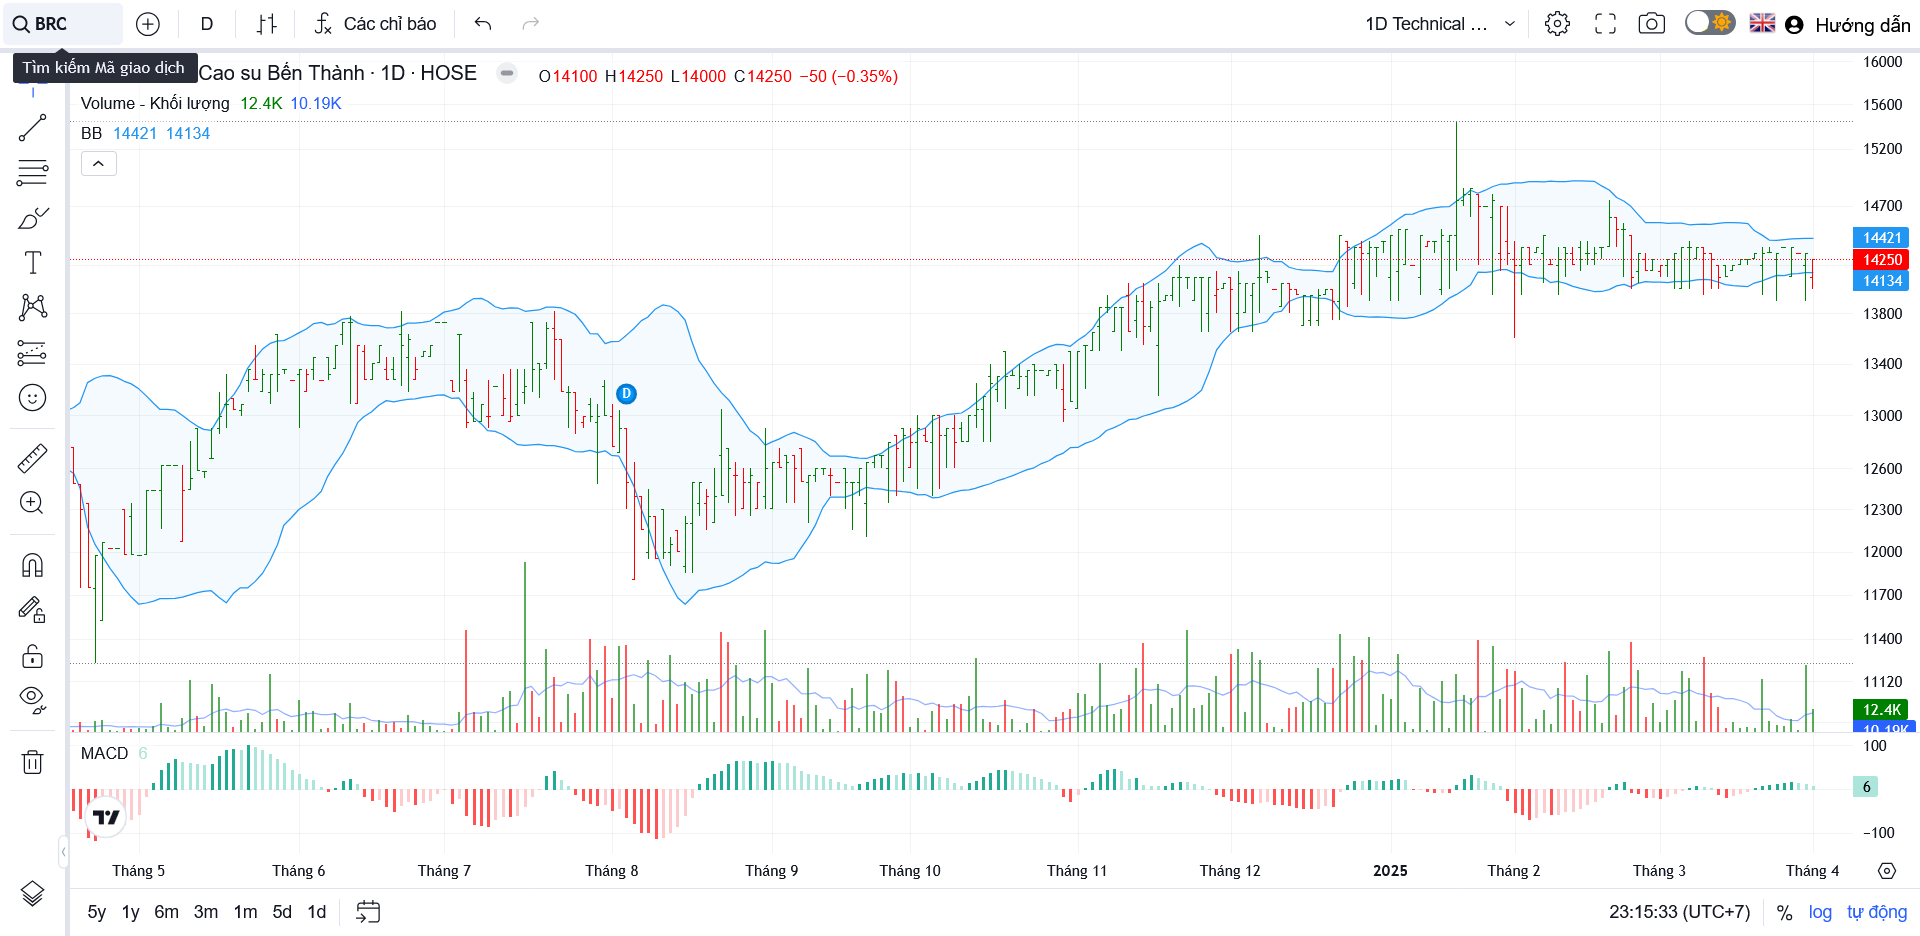 BRC
D
Các chỉ báo
1D Technical ...
Hướng dẫn
Tìm kiếm Mã giao dịch
Cao su Bến Thành · 1D · HOSE
O14100 H14250 L14000 C14250 −50 (−0.35%)
Volume - Khối lượng 12.4K 10.19K
BB 14421 14134
16000
15600
15200
14700
14421
14250
14134
13800
13400
13000
D
12600
12300
12000
11700
11400
11120
12.4K
10.19K
MACD 6
100
6
−100
Tháng 5 Tháng 6 Tháng 7 Tháng 8 Tháng 9 Tháng 10 Tháng 11 Tháng 12 2025 Tháng 2 Tháng 3 Tháng 4
5y 1y 6m 3m 1m 5d 1d
23:15:33 (UTC+7) % log tự động